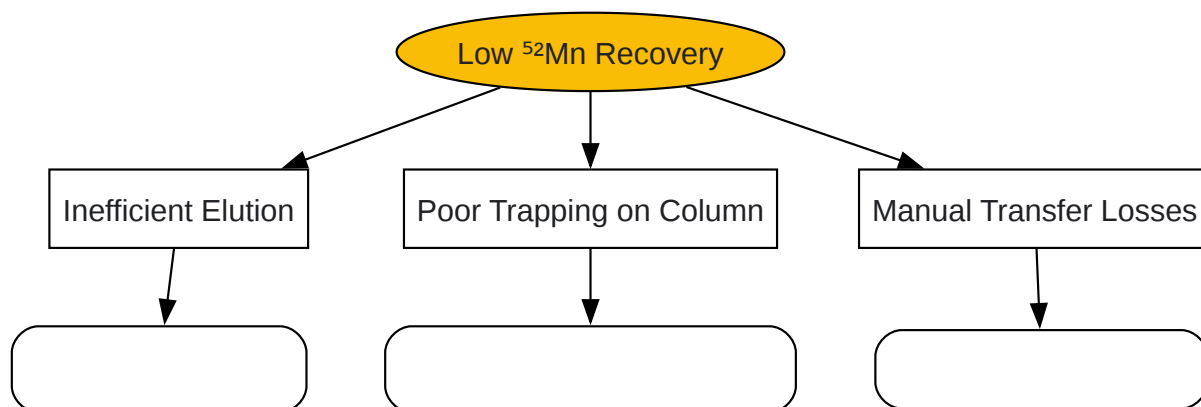 Low ⁵²Mn Recovery
Inefficient Elution
Poor Trapping on Column
Manual Transfer Losses